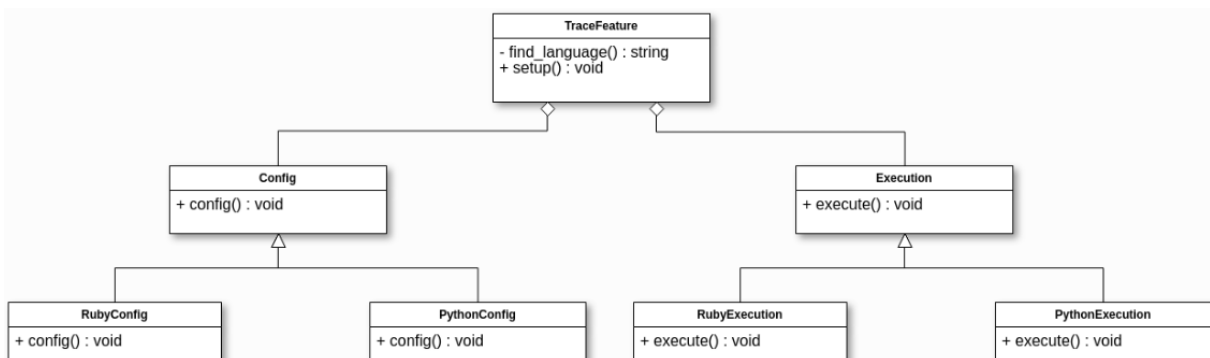 TraceFeature
- find_language() : string
+ setup() : void
Config
+ config() : void
Execution
+ execute() : void
RubyConfig
+ config() : void
PythonConfig
+ config() : void
RubyExecution
+ execute() : void
PythonExecution
+ execute() : void